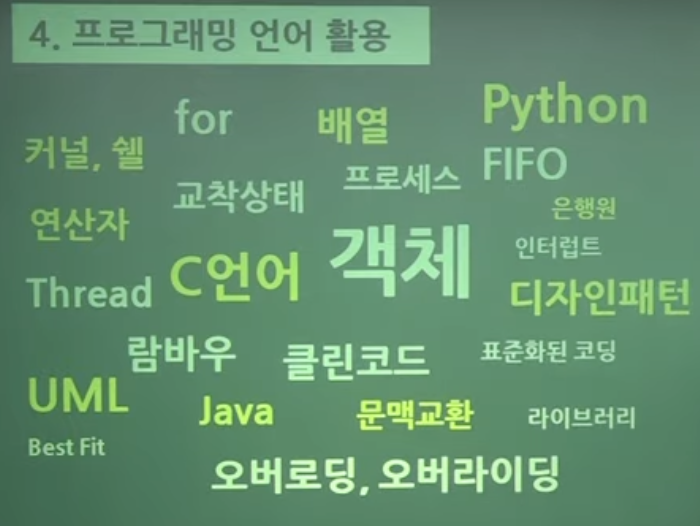 4. 프로그래밍 언어 활용
for 배열 Python
커널, 쉘 프로세스 FIFO
교착상태 은행원
연산자 객체 인터럽트
Thread C언어 디자인패턴
람바우 클린코드 표준화된 코딩
UML Java 문맥교환 라이브러리
Best Fit
오버로딩, 오버라이딩